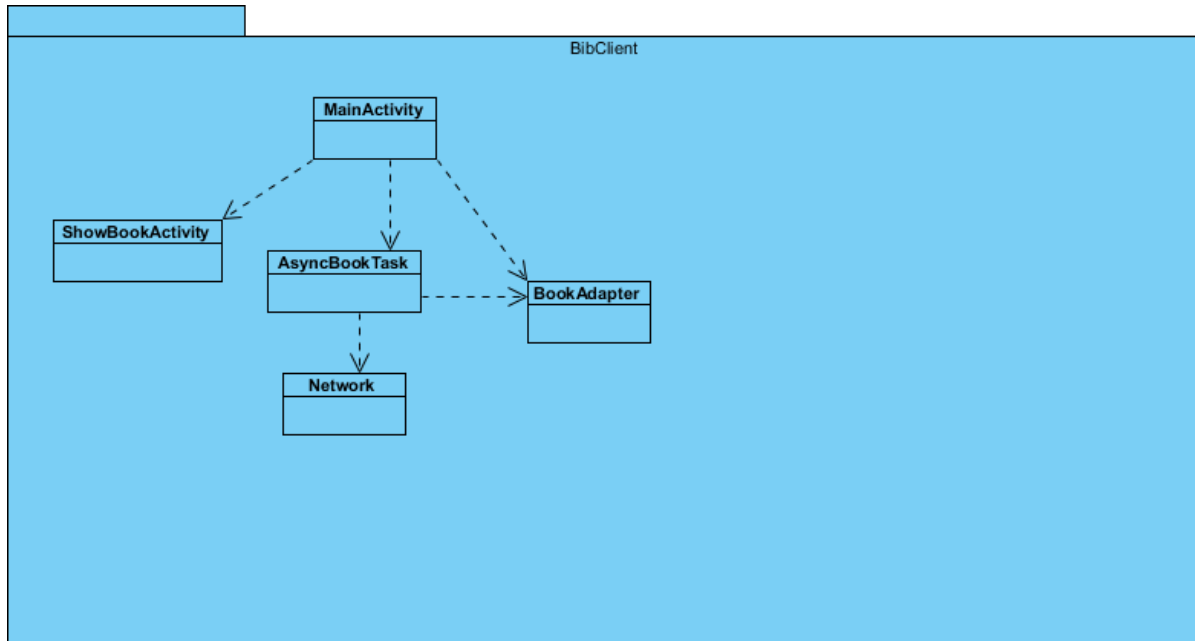 BibClient
MainActivity
ShowBookActivity
AsyncBookTask
BookAdapter
Network